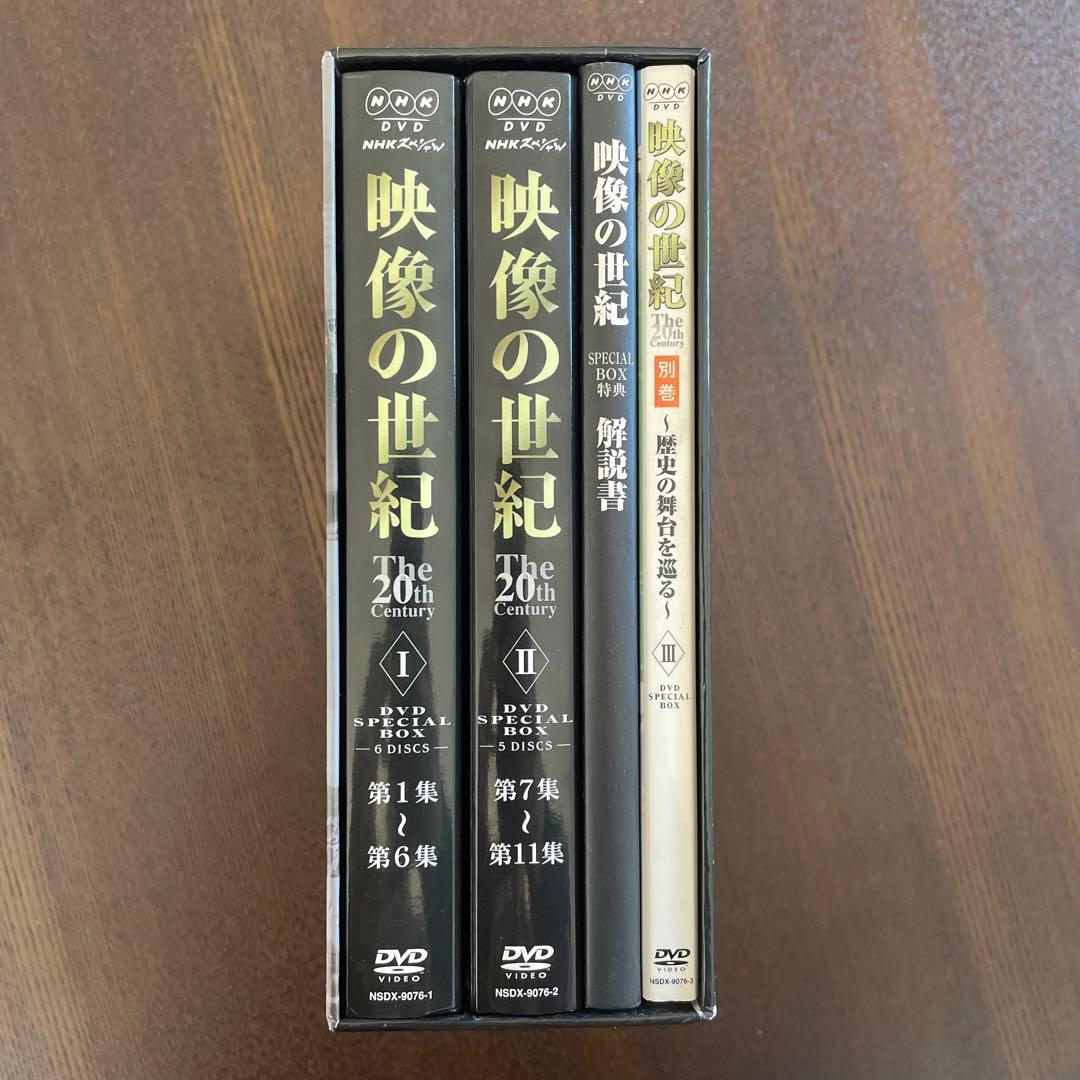 NHK
DVD
NHKスペシャル
映像の世紀
The
20th
Century
I
DVD
SPECIAL
BOX
6 DISCS
第1集
〜
第6集
DVD
VIDEO
NSDX-9076-1
NHK
DVD
NHKスペシャル
映像の世紀
The
20th
Century
II
DVD
SPECIAL
BOX
5 DISCS
第7集
〜
第11集
DVD
VIDEO
NSDX-9076-2
NHK
DVD
映像の世紀
SPECIAL
BOX
特典
解説書
NHK
DVD
映像の世紀
The
20th
Century
別巻
〜歴史の舞台を巡る〜
III
DVD
SPECIAL
BOX
DVD
VIDEO
NSDX-9076-3